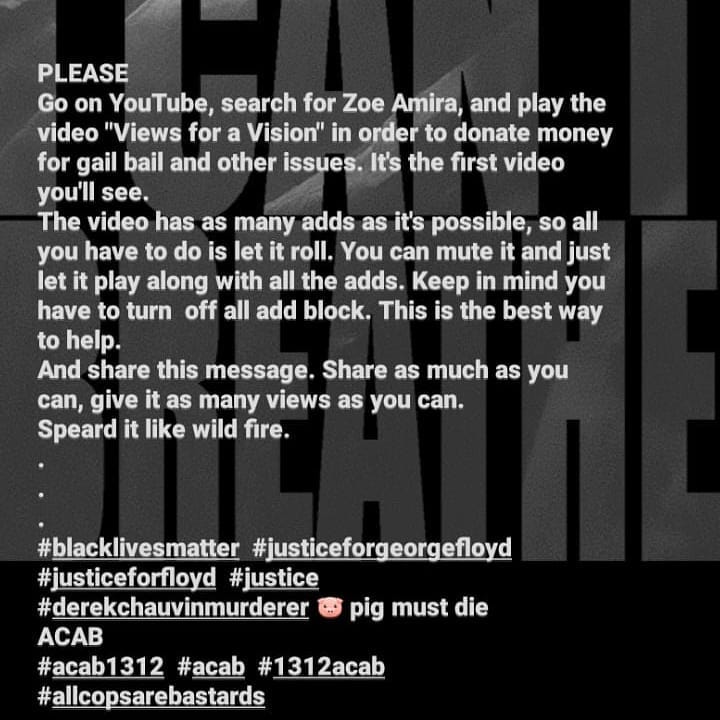 I CAN'T
BREATHE
PLEASE
Go on YouTube, search for Zoe Amira, and play the
video "Views for a Vision" in order to donate money
for gail bail and other issues. It's the first video
you'll see.
The video has as many adds as it's possible, so all
you have to do is let it roll. You can mute it and just
let it play along with all the adds. Keep in mind you
have to turn  off all add block. This is the best way
to help.
And share this message. Share as much as you
can, give it as many views as you can.
Speard it like wild fire.
.
.
.
#blacklivesmatter #justiceforgeorgefloyd
#justiceforfloyd #justice
#derekchauvinmurderer 🐷 pig must die
ACAB
#acab1312 #acab #1312acab
#allcopsarebastards